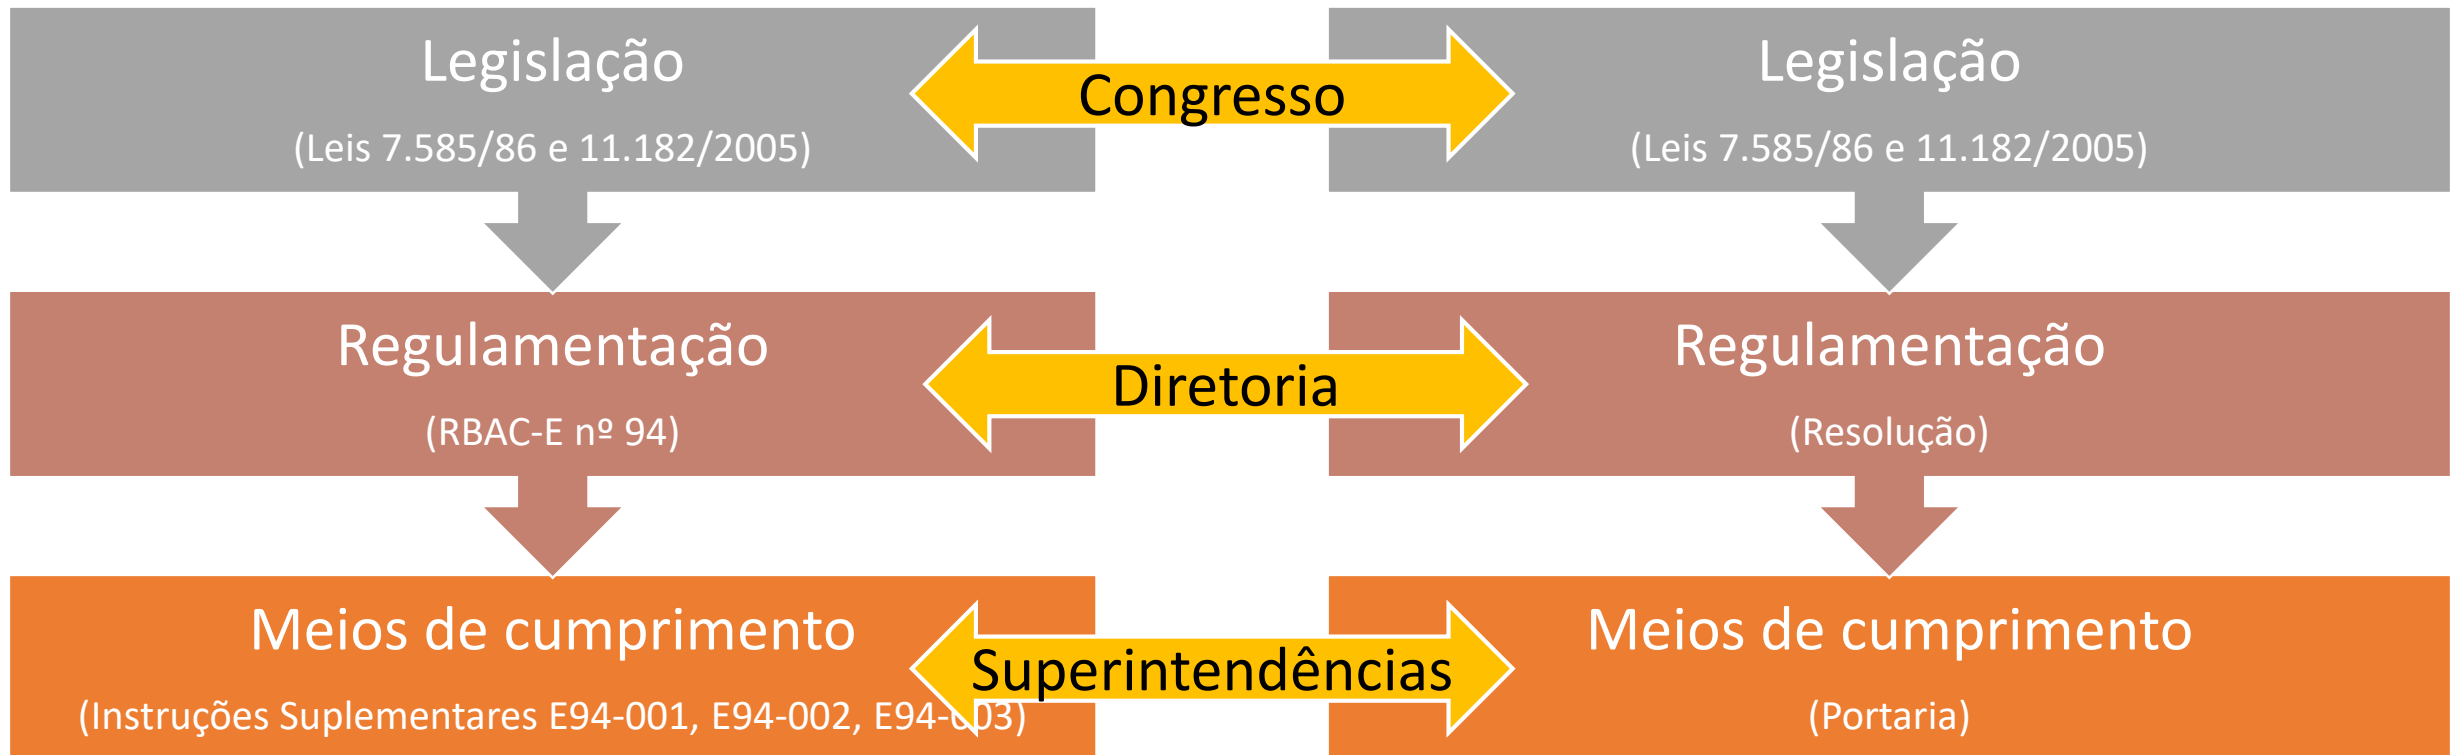 Legislação
(Leis 7.585/86 e 11.182/2005)
Congresso
Legislação
(Leis 7.585/86 e 11.182/2005)
Regulamentação
(RBAC-E nº 94)
Diretoria
Regulamentação
(Resolução)
Meios de cumprimento
(Instruções Suplementares E94-001, E94-002, E94-003)
Superintendências
Meios de cumprimento
(Portaria)